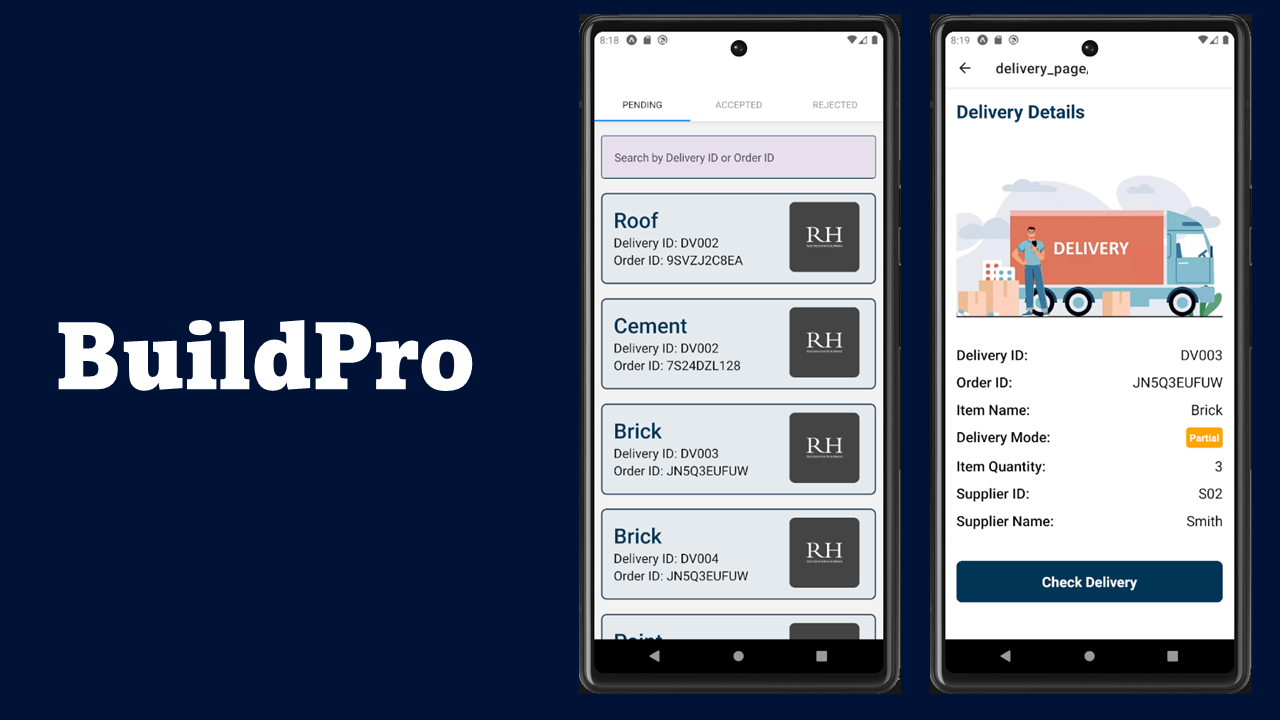 BuildPro
8:18
PENDING
ACCEPTED
REJECTED
Search by Delivery ID or Order ID
Roof
Delivery ID: DV002
Order ID: 9SVZJ2C8EA
RH
Cement
Delivery ID: DV002
Order ID: 7S24DZL128
RH
Brick
Delivery ID: DV003
Order ID: JN5Q3EUFUW
RH
Brick
Delivery ID: DV004
Order ID: JN5Q3EUFUW
RH
8:19
delivery_page/
Delivery Details
DELIVERY
Delivery ID: DV003
Order ID: JN5Q3EUFUW
Item Name: Brick
Delivery Mode: Partial
Item Quantity: 3
Supplier ID: S02
Supplier Name: Smith
Check Delivery